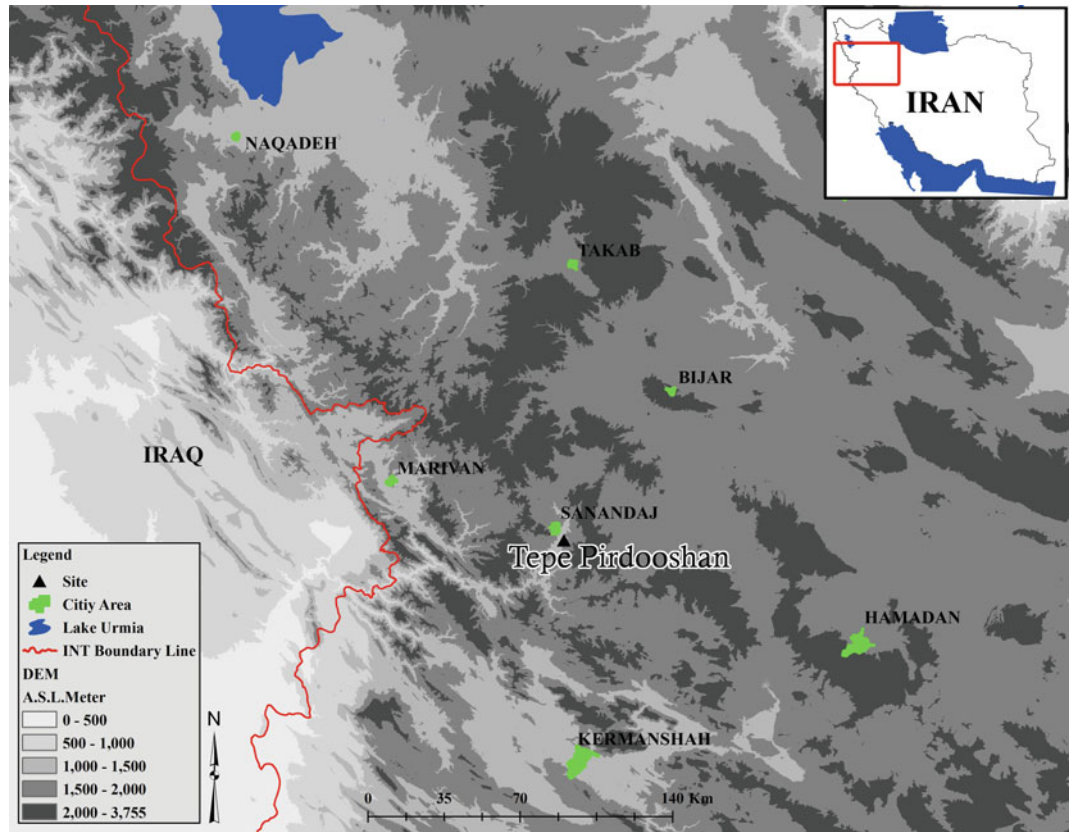 IRAN
NAQADEH
TAKAB
BIJAR
IRAQ
MARIVAN
SANANDAJ
Tepe Pirdooshan
HAMADAN
KERMANSHAH
Legend
Site
Citiy Area
Lake Urmia
INT Boundary Line
DEM
A.S.L.Meter
0 - 500
500 - 1,000
1,000 - 1,500
1,500 - 2,000
2,000 - 3,755
N
0 35 70 140 Km